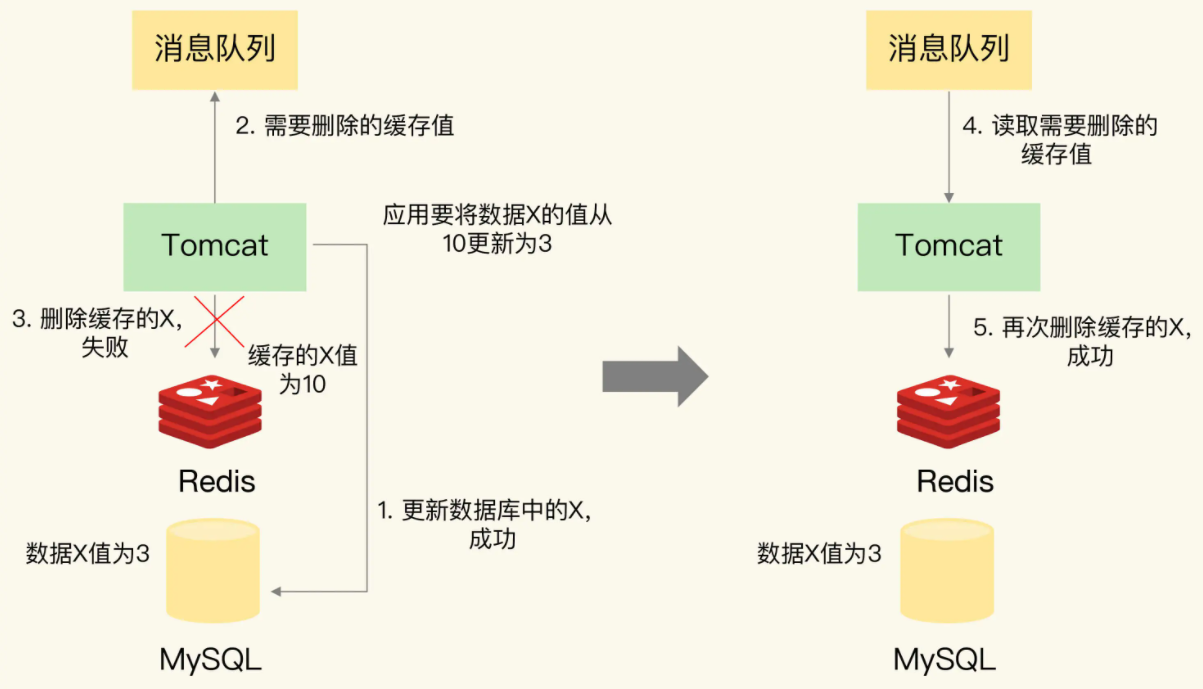 消息队列
2. 需要删除的缓存值
Tomcat
应用要将数据X的值从
10更新为3
3. 删除缓存的X，
失败
缓存的X值
为10
Redis
1. 更新数据库中的X，
成功
数据X值为3
MySQL
消息队列
4. 读取需要删除的
缓存值
Tomcat
5. 再次删除缓存的X，
成功
Redis
数据X值为3
MySQL